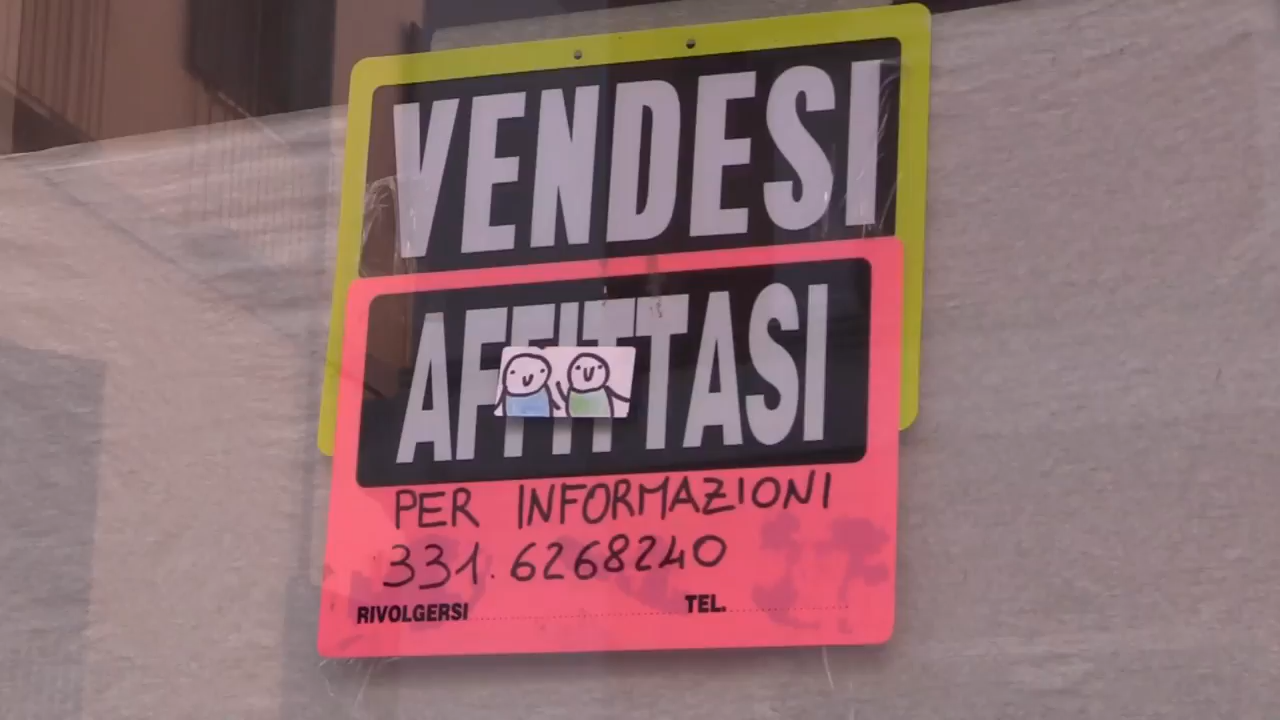 VENDESI
AFFITTASI
PER INFORMAZIONI
331.6268240
RIVOLGERSI TEL.